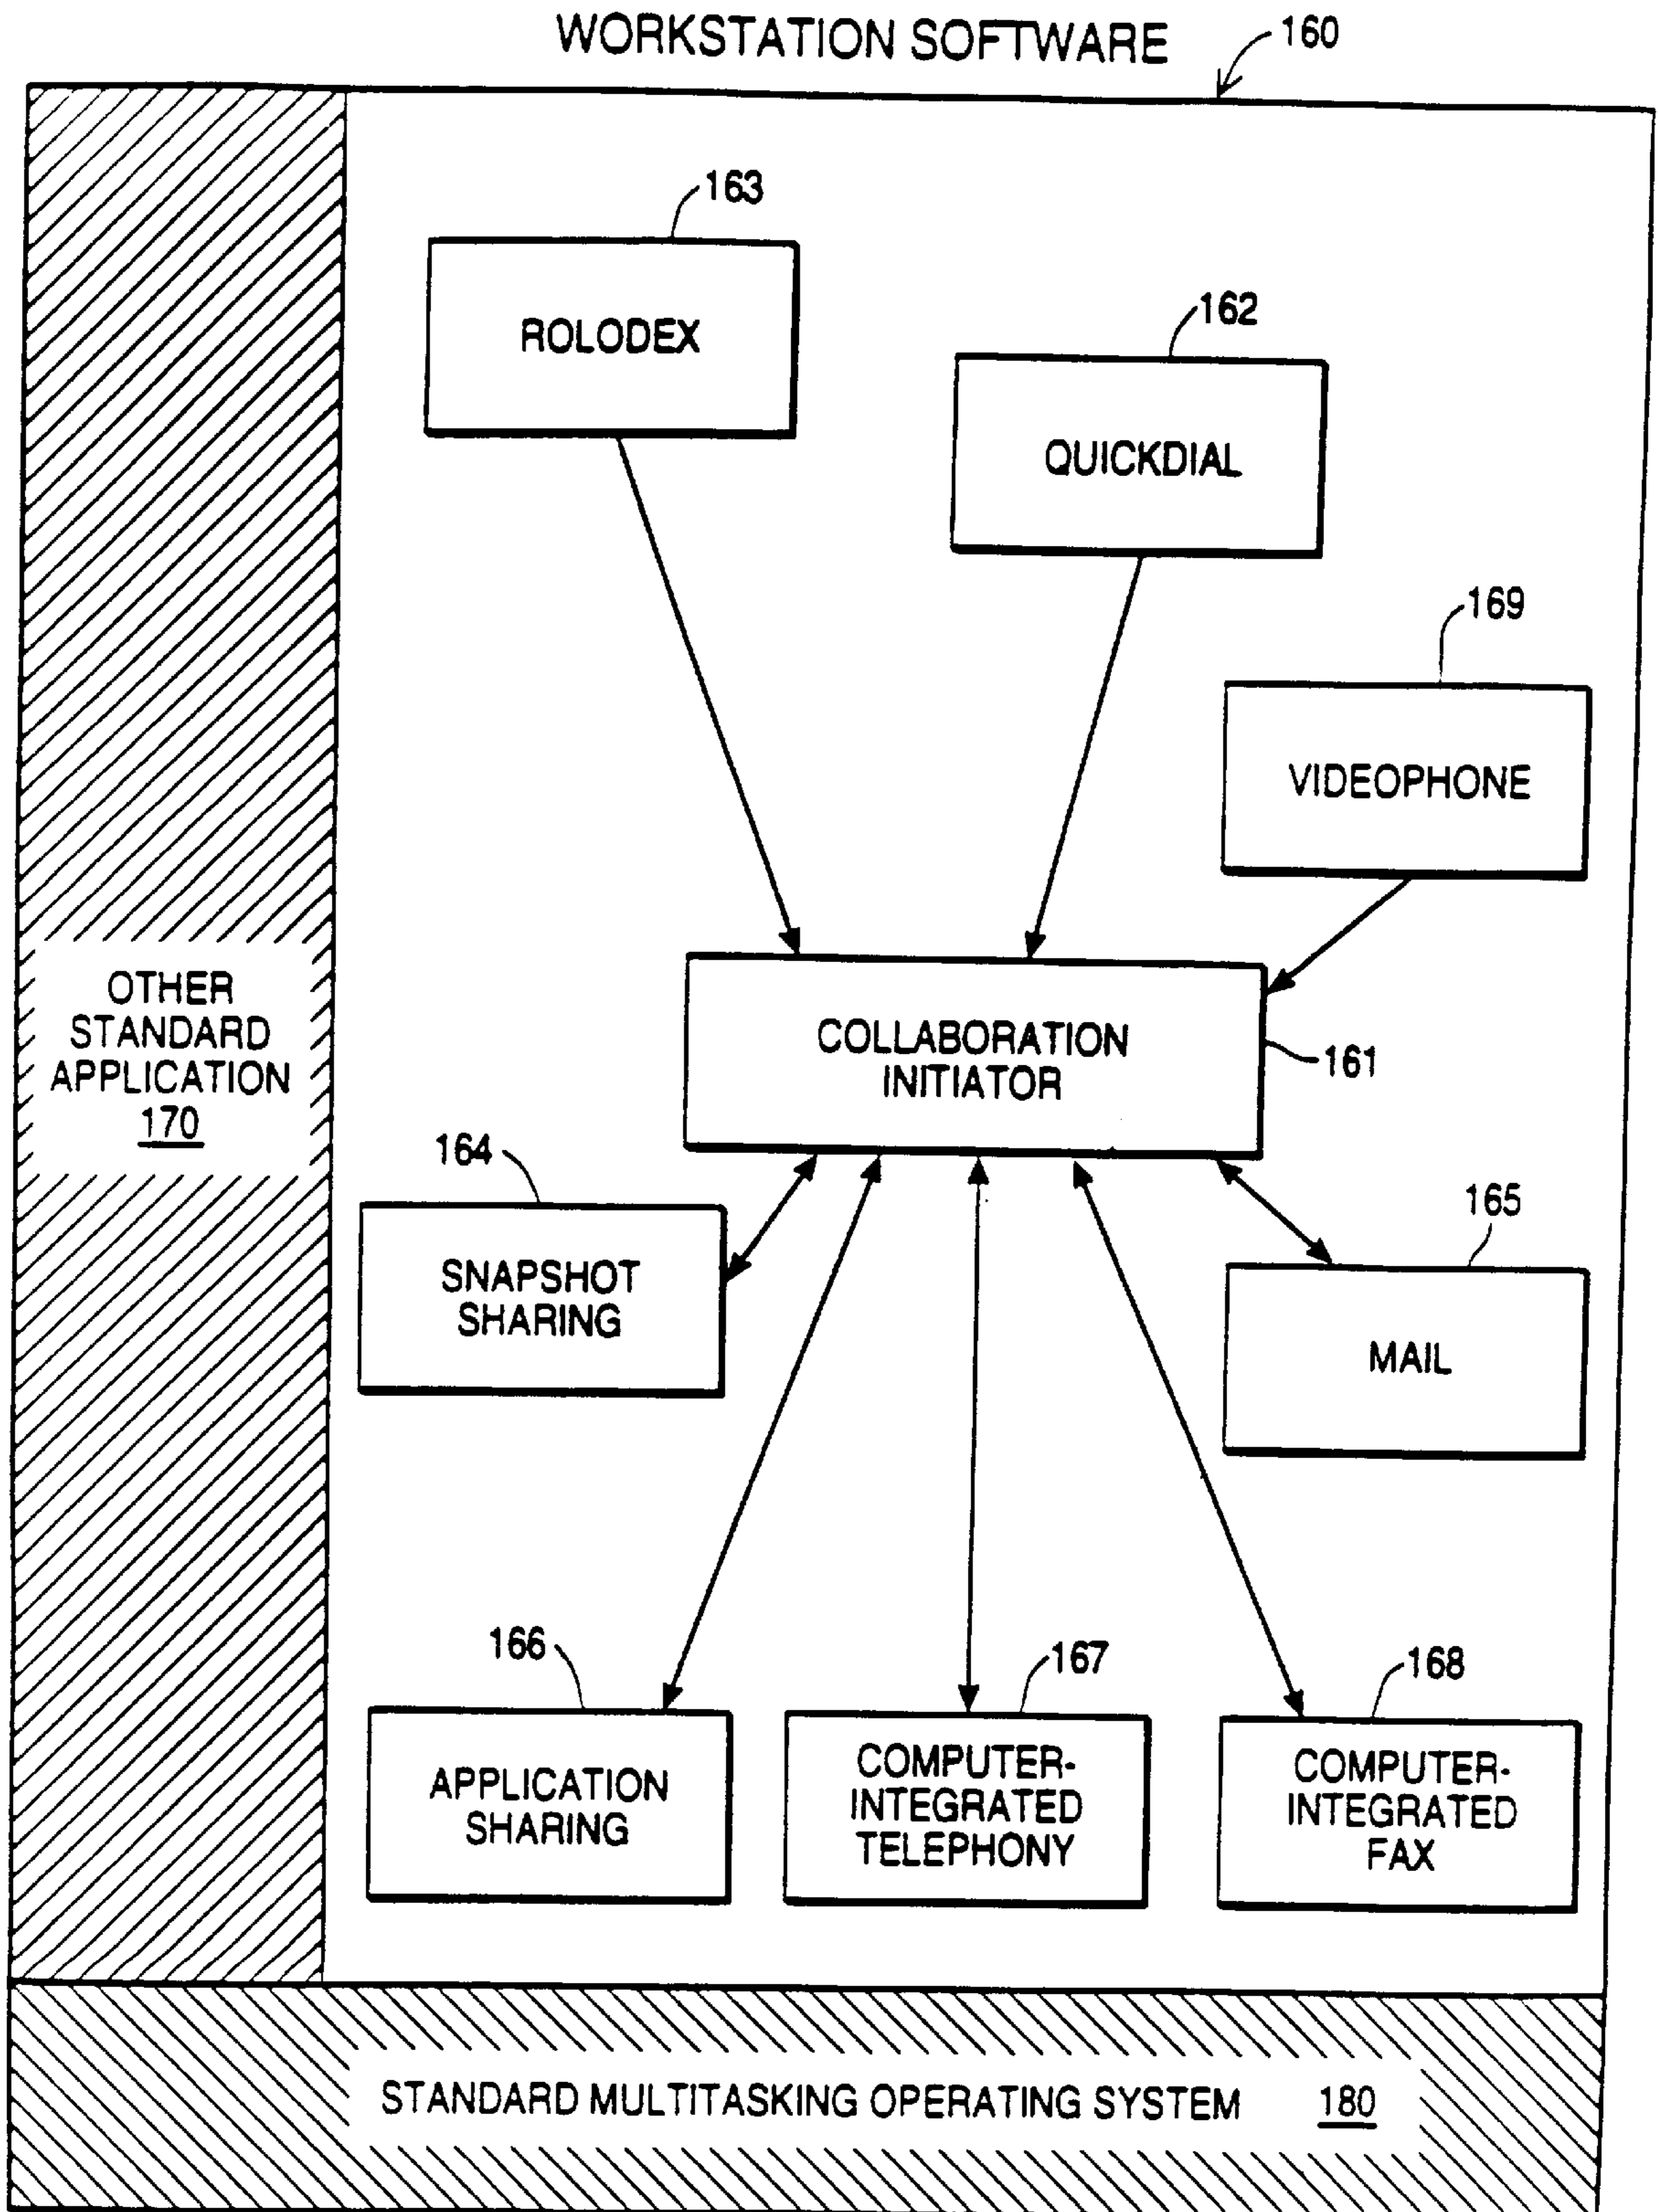 WORKSTATION SOFTWARE
160
163
ROLODEX
162
QUICKDIAL
169
VIDEOPHONE
OTHER
STANDARD
APPLICATION
170
COLLABORATION
INITIATOR
161
164
SNAPSHOT
SHARING
165
MAIL
166
APPLICATION
SHARING
167
COMPUTER-
INTEGRATED
TELEPHONY
168
COMPUTER-
INTEGRATED
FAX
STANDARD MULTITASKING OPERATING SYSTEM 180